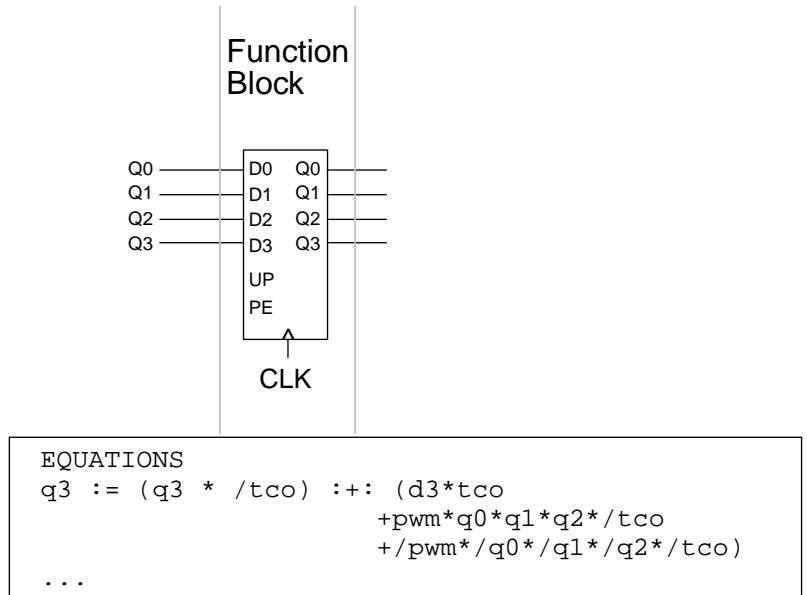 Function
Block
Q0 D0 Q0
Q1 D1 Q1
Q2 D2 Q2
Q3 D3 Q3
UP
PE
CLK
EQUATIONS
q3 := (q3 * /tco) :+: (d3*tco
+pwm*q0*q1*q2*/tco
+/pwm*/q0*/q1*/q2*/tco)
...